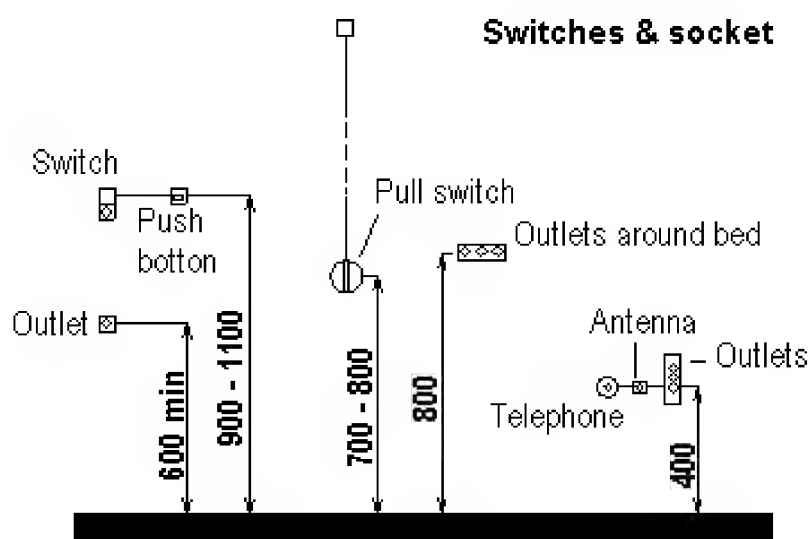 Switches & socket
Switch
Push
botton
Pull switch
Outlets around bed
Outlet
Antenna
Outlets
Telephone
600 min
900 - 1100
700 - 800
800
400